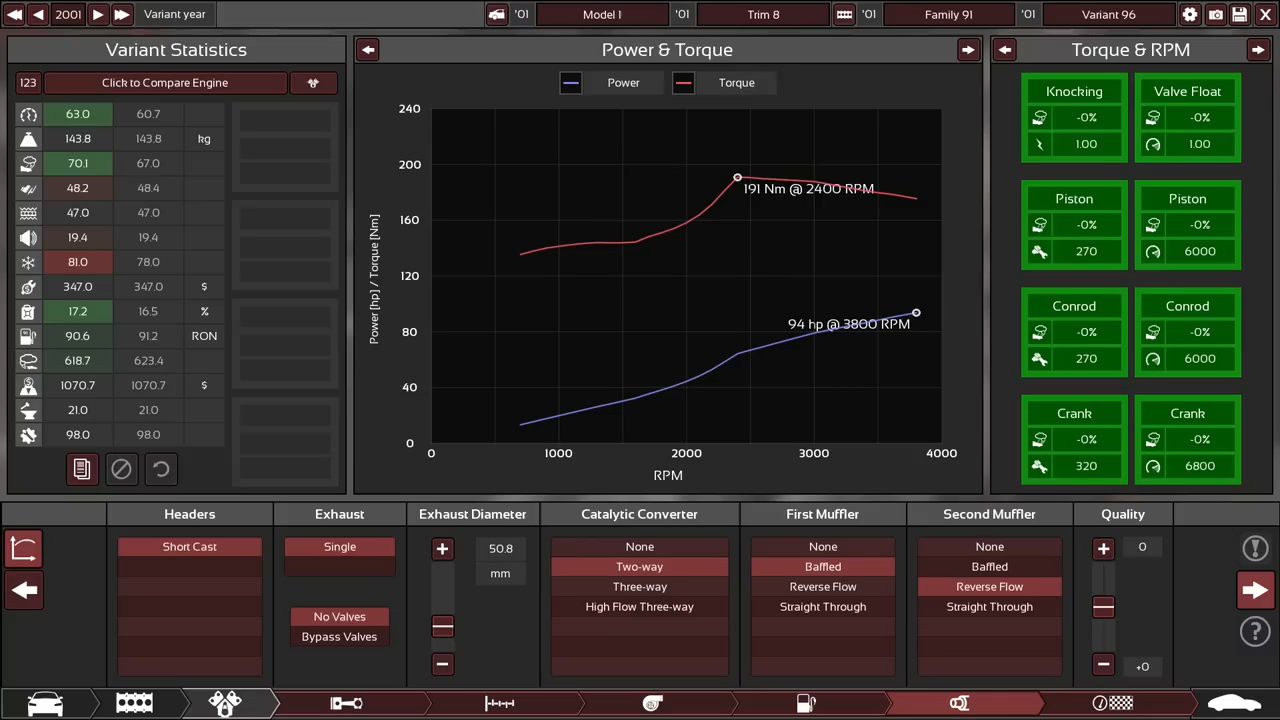 2001
Variant year
'01
Model 1
'01
Trim 8
'01
Family 91
'01
Variant 96
Variant Statistics
Power & Torque
Torque & RPM
123
Click to Compare Engine
Power
Torque
63.0 60.7
143.8 143.8 kg
70.1 67.0
48.2 48.4
47.0 47.0
19.4 19.4
81.0 78.0
347.0 347.0 $
17.2 16.5 %
90.6 91.2 RON
618.7 623.4
1070.7 1070.7 $
21.0 21.0
98.0 98.0
Power [hp] / Torque [Nm]
240
200
160
120
80
40
0
191 Nm @ 2400 RPM
94 hp @ 3800 RPM
0 1000 2000 3000 4000
RPM
Knocking
-0%
1.00
Valve Float
-0%
1.00
Piston
-0%
270
Piston
-0%
6000
Conrod
-0%
270
Conrod
-0%
6000
Crank
-0%
320
Crank
-0%
6800
Headers
Short Cast
Exhaust
Single
No Valves
Bypass Valves
Exhaust Diameter
50.8
mm
Catalytic Converter
None
Two-way
Three-way
High Flow Three-way
First Muffler
None
Baffled
Reverse Flow
Straight Through
Second Muffler
None
Baffled
Reverse Flow
Straight Through
Quality
0
+0